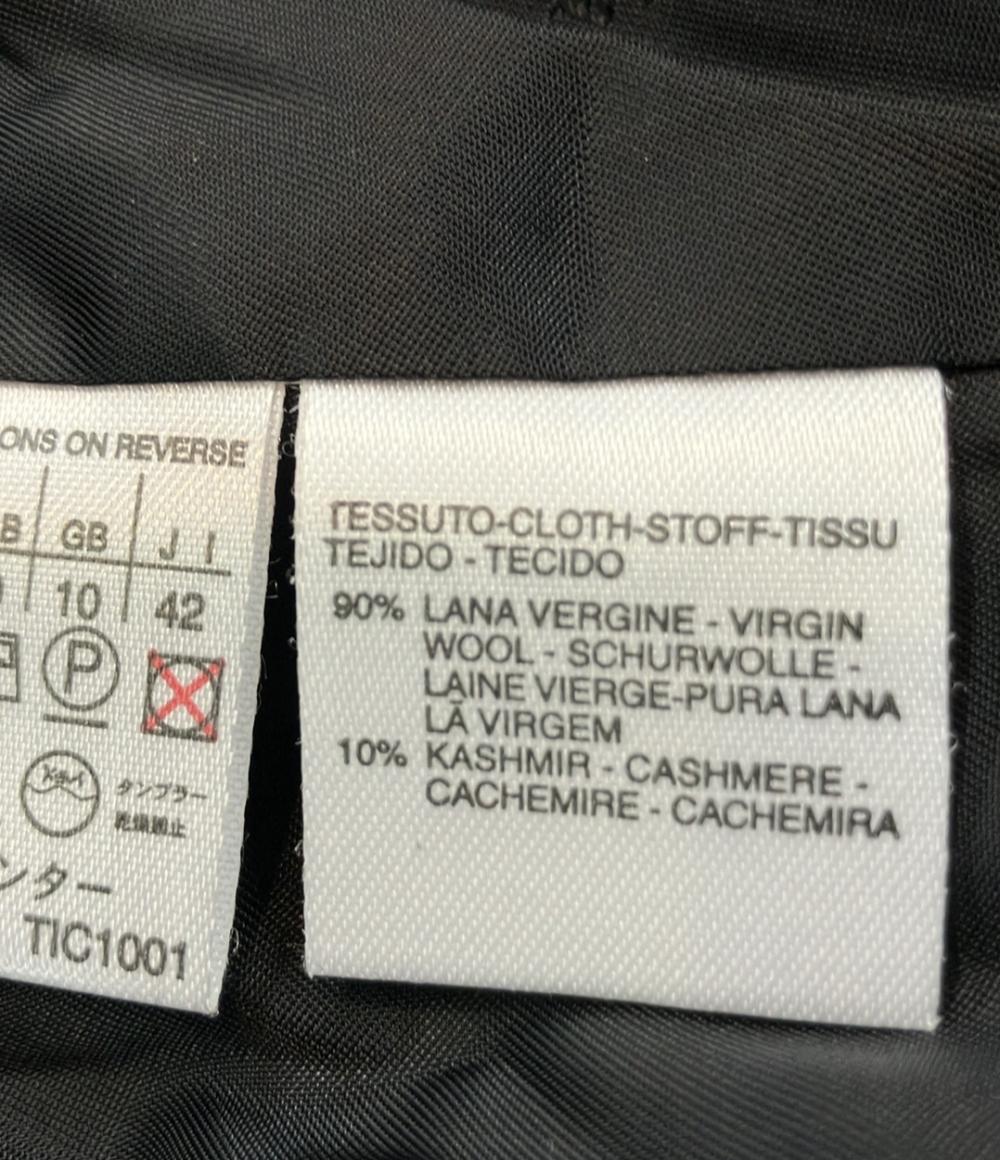 ONS ON REVERSE
B GB J I
10 42
P
タンブラー
乾燥禁止
ンター
TIC1001
TESSUTO-CLOTH-STOFF-TISSU
TEJIDO - TECIDO
90% LANA VERGINE - VIRGIN
WOOL - SCHURWOLLE -
LAINE VIERGE-PURA LANA
LÃ VIRGEM
10% KASHMIR - CASHMERE -
CACHEMIRE - CACHEMIRA